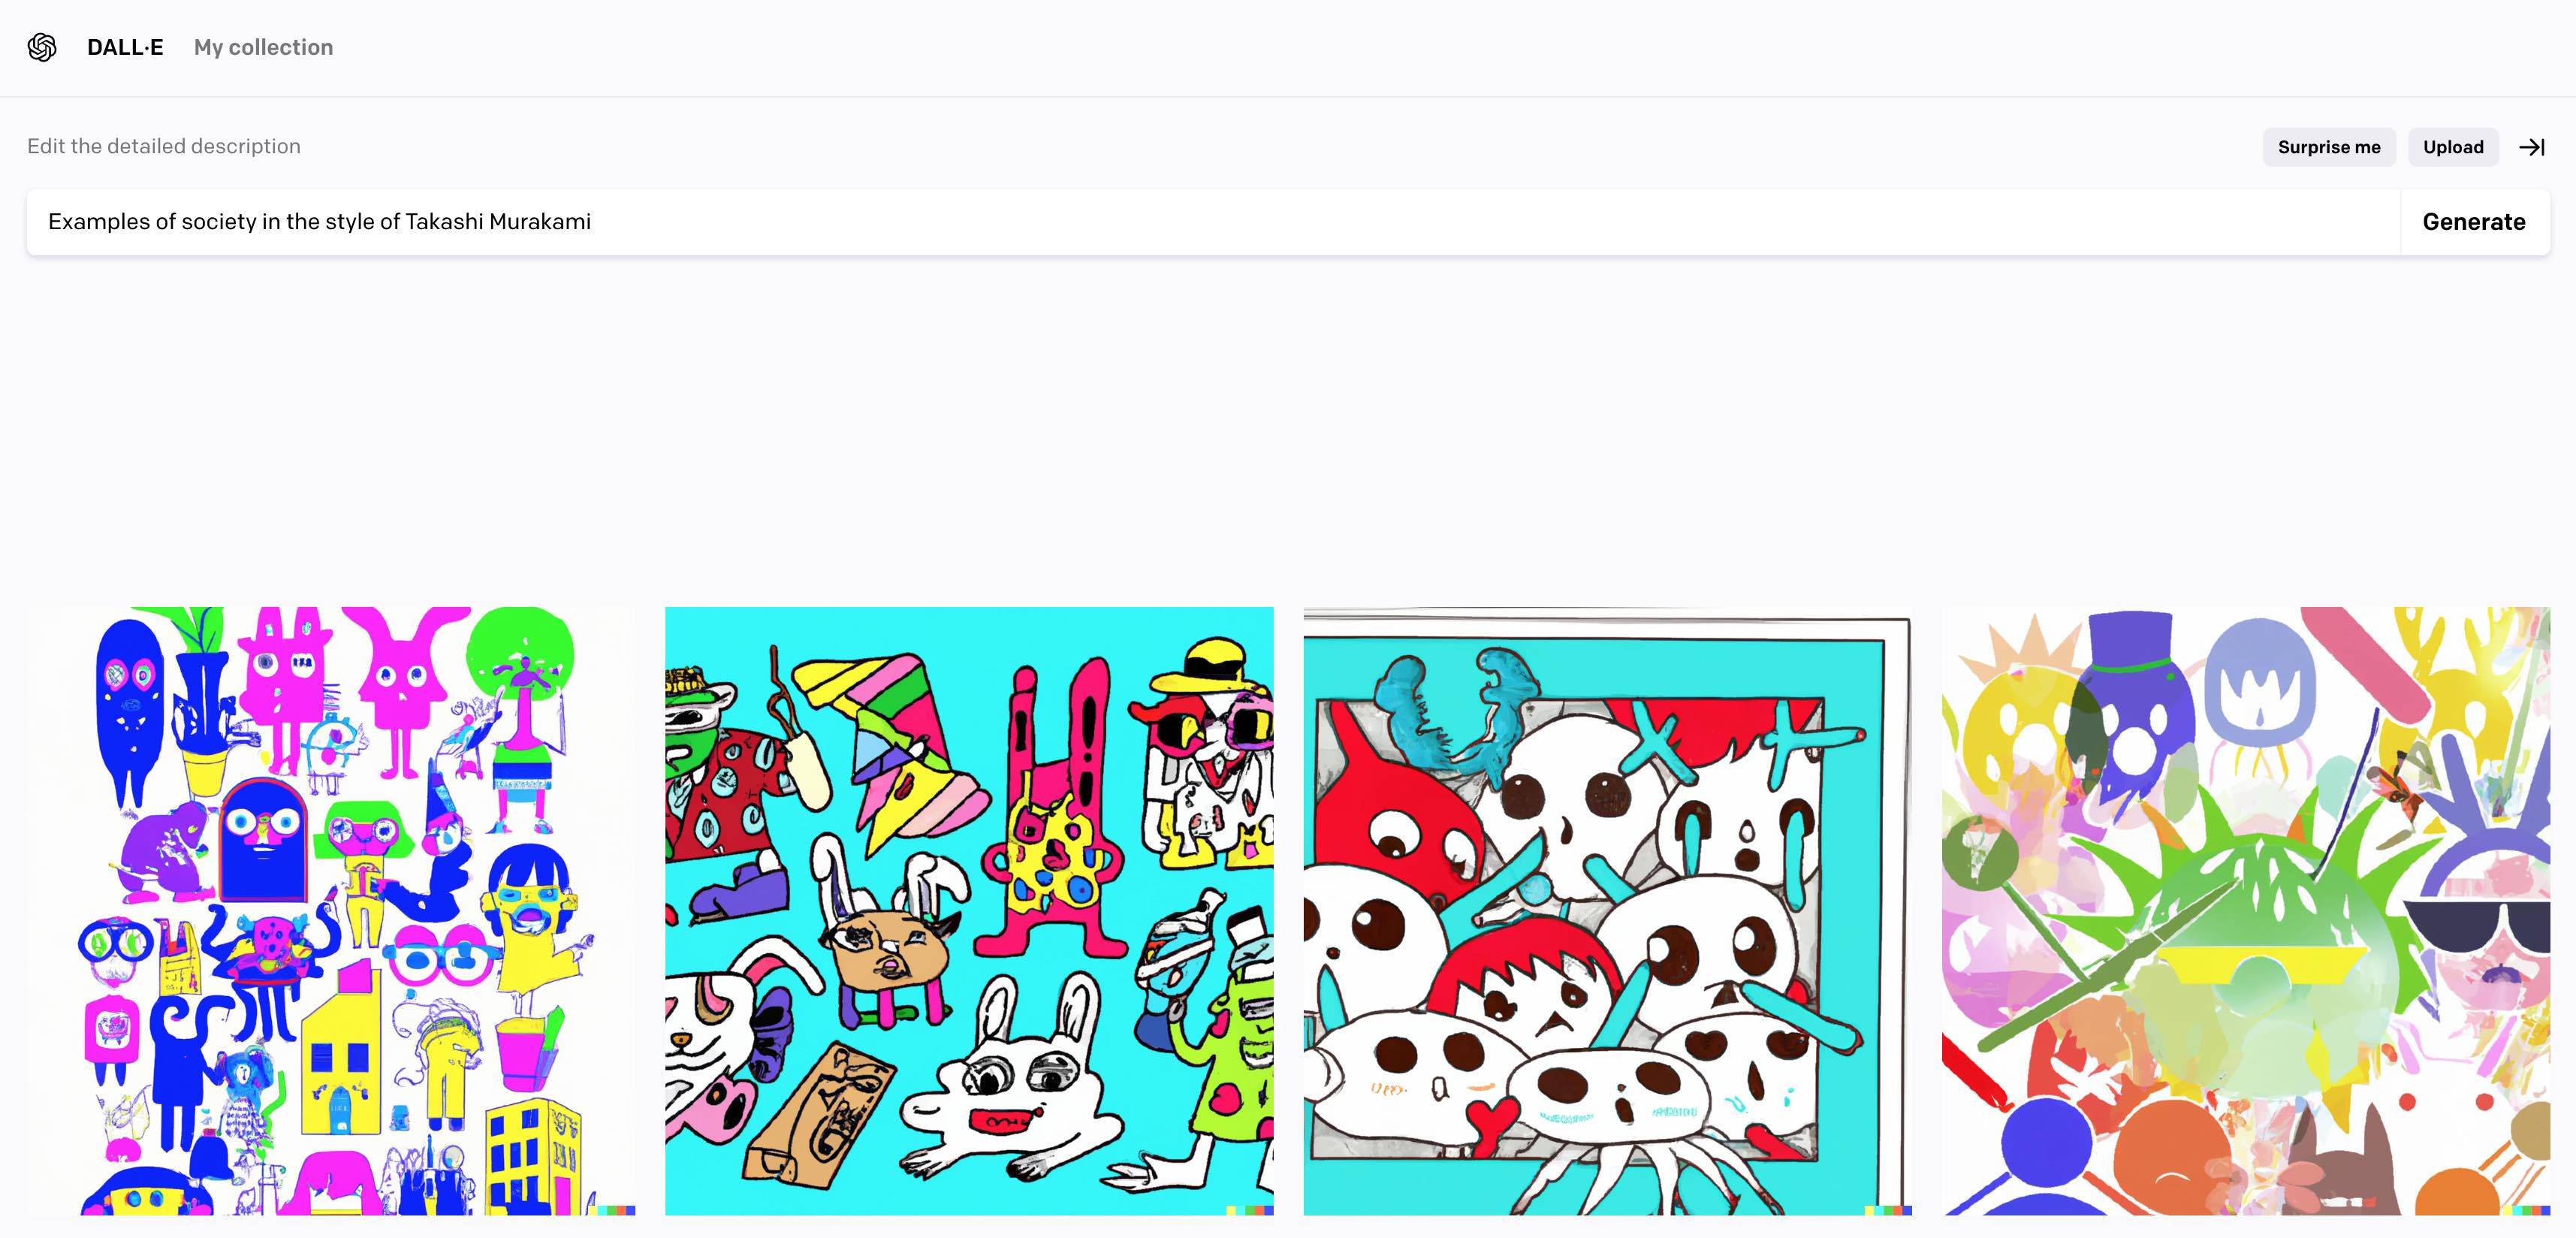 DALL·E My collection
Edit the detailed description
Surprise me Upload
Examples of society in the style of Takashi Murakami
Generate